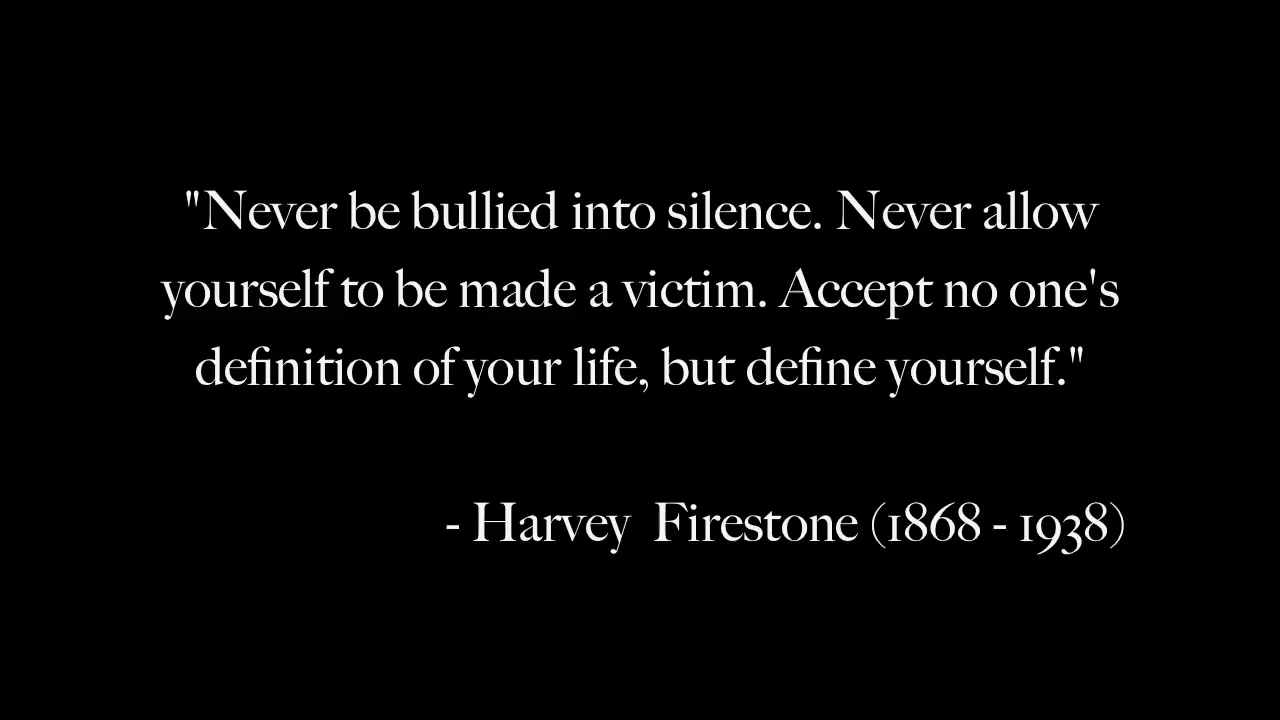 "Never be bullied into silence. Never allow
yourself to be made a victim. Accept no one's
definition of your life, but define yourself."
- Harvey  Firestone (1868 - 1938)